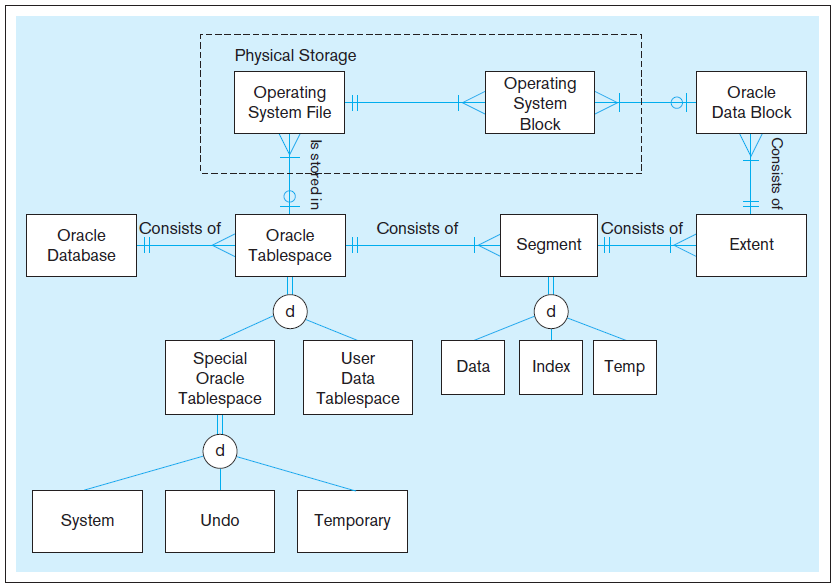 Physical Storage
Operating
System File
Operating
System
Block
Oracle
Data Block
Is stored in
Consists of
Oracle
Database
Consists of
Oracle
Tablespace
Consists of
Segment
Consists of
Extent
d
d
Special
Oracle
Tablespace
User
Data
Tablespace
Data
Index
Temp
d
System
Undo
Temporary